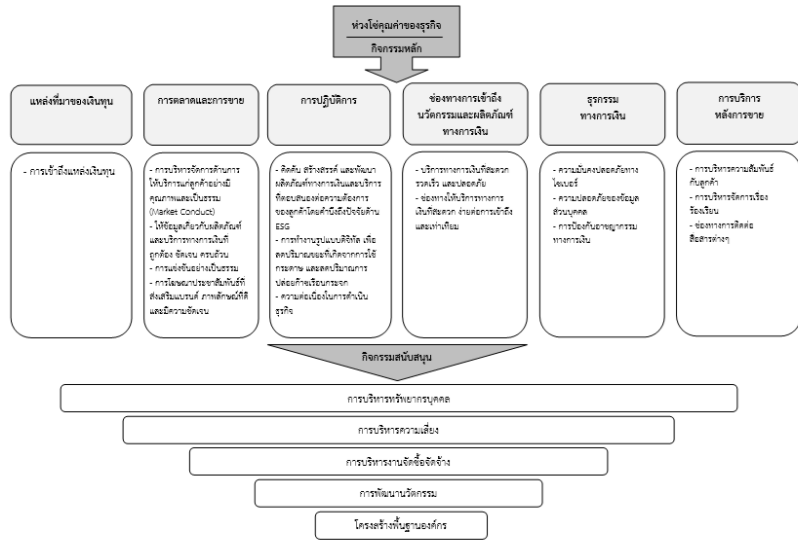 ห่วงโซ่คุณค่าของธุรกิจ
กิจกรรมหลัก
แหล่งที่มาของเงินทุน
- การเข้าถึงแหล่งเงินทุน
การตลาดและการขาย
- การบริหารจัดการด้านการ
ให้บริการแก่ลูกค้าอย่างมี
คุณภาพและเป็นธรรม
(Market Conduct)
- ให้ข้อมูลเกี่ยวกับผลิตภัณฑ์
และบริการทางการเงินที่
ถูกต้อง ชัดเจน ครบถ้วน
- การแข่งขันอย่างเป็นธรรม
- การโฆษณาประชาสัมพันธ์ที่
ส่งเสริมแบรนด์ ภาพลักษณ์ที่ดี
และมีความชัดเจน
การปฏิบัติการ
- คิดค้น สร้างสรรค์ และพัฒนา
ผลิตภัณฑ์ทางการเงินและบริการ
ที่ตอบสนองต่อความต้องการ
ของลูกค้าโดยคำนึงถึงปัจจัยด้าน
ESG
- การทำงานรูปแบบดิจิทัล เพื่อ
ลดปริมาณขยะที่เกิดจากการใช้
กระดาษ และลดปริมาณการ
ปล่อยก๊าซเรือนกระจก
- ความต่อเนื่องในการดำเนิน
ธุรกิจ
ช่องทางการเข้าถึง
นวัตกรรมและผลิตภัณฑ์
ทางการเงิน
- บริการทางการเงินที่สะดวก
รวดเร็ว และปลอดภัย
- ช่องทางให้บริการทางการ
เงินที่สะดวก ง่ายต่อการเข้าถึง
และเท่าเทียม
ธุรกรรม
ทางการเงิน
- ความมั่นคงปลอดภัยทาง
ไซเบอร์
- ความปลอดภัยของข้อมูล
ส่วนบุคคล
- การป้องกันอาชญากรรม
ทางการเงิน
การบริการ
หลังการขาย
- การบริหารความสัมพันธ์
กับลูกค้า
- การบริหารจัดการเรื่อง
ร้องเรียน
- ช่องทางการติดต่อ
สื่อสารต่างๆ
กิจกรรมสนับสนุน
การบริหารทรัพยากรบุคคล
การบริหารความเสี่ยง
การบริหารงานจัดซื้อจัดจ้าง
การพัฒนานวัตกรรม
โครงสร้างพื้นฐานองค์กร